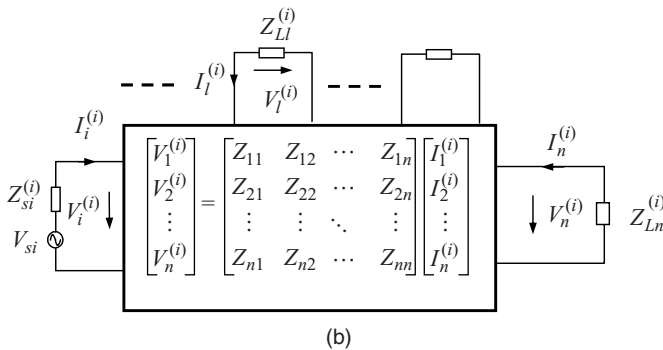 Z_{Ll}^{(i)}
I_l^{(i)}
V_l^{(i)}
I_i^{(i)}
Z_{si}^{(i)}
V_i^{(i)}
V_{si}
V_1^{(i)} Z_{11} Z_{12} ⋯ Z_{1n} I_1^{(i)}
V_2^{(i)} = Z_{21} Z_{22} ⋯ Z_{2n} I_2^{(i)}
⋮ ⋮ ⋮ ⋱ ⋮ ⋮
V_n^{(i)} Z_{n1} Z_{n2} ⋯ Z_{nn} I_n^{(i)}
I_n^{(i)}
V_n^{(i)}
Z_{Ln}^{(i)}
(b)